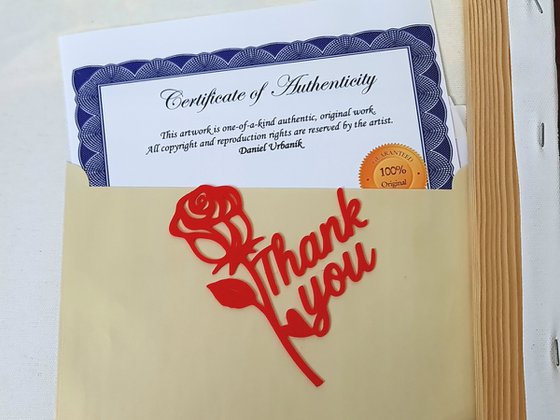 Certificate of Authenticity
This artwork is one-of-a-kind authentic, original work.
All copyright and reproduction rights are reserved by the artist.
Daniel Urbanik
GUARANTEED
100%
Original
Thank
you